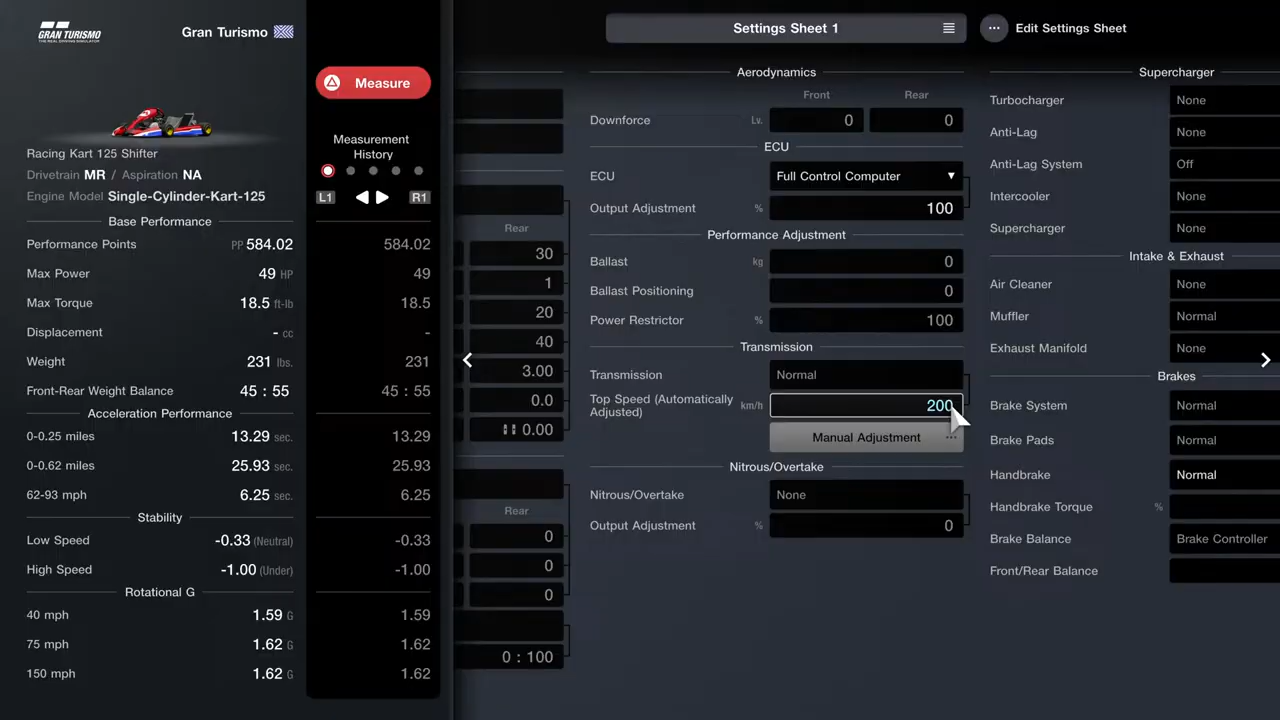 GRAN TURISMO
THE REAL DRIVING SIMULATOR
Gran Turismo
Racing Kart 125 Shifter
Drivetrain MR / Aspiration NA
Engine Model Single-Cylinder-Kart-125
Base Performance
Performance Points PP 584.02
Max Power 49 HP
Max Torque 18.5 ft-lb
Displacement - cc
Weight 231 lbs.
Front-Rear Weight Balance 45 : 55
Acceleration Performance
0-0.25 miles 13.29 sec.
0-0.62 miles 25.93 sec.
62-93 mph 6.25 sec.
Stability
Low Speed -0.33 (Neutral)
High Speed -1.00 (Under)
Rotational G
40 mph 1.59 G
75 mph 1.62 G
150 mph 1.62 G
Measure
Measurement
History
L1 R1
584.02
49
18.5
-
231
45 : 55
13.29
25.93
6.25
-0.33
-1.00
1.59
1.62
1.62
Settings Sheet 1
Edit Settings Sheet
Rear
30
1
20
40
3.00
0.0
0.00
Rear
0
0
0
0 : 100
Aerodynamics
Front Rear
Downforce Lv. 0 0
ECU
ECU Full Control Computer
Output Adjustment % 100
Performance Adjustment
Ballast kg 0
Ballast Positioning 0
Power Restrictor % 100
Transmission
Transmission Normal
Top Speed (Automatically
Adjusted) km/h 200
Manual Adjustment
Nitrous/Overtake
Nitrous/Overtake None
Output Adjustment % 0
Supercharger
Turbocharger None
Anti-Lag None
Anti-Lag System Off
Intercooler None
Supercharger None
Intake & Exhaust
Air Cleaner None
Muffler Normal
Exhaust Manifold None
Brakes
Brake System Normal
Brake Pads Normal
Handbrake Normal
Handbrake Torque %
Brake Balance Brake Controller
Front/Rear Balance